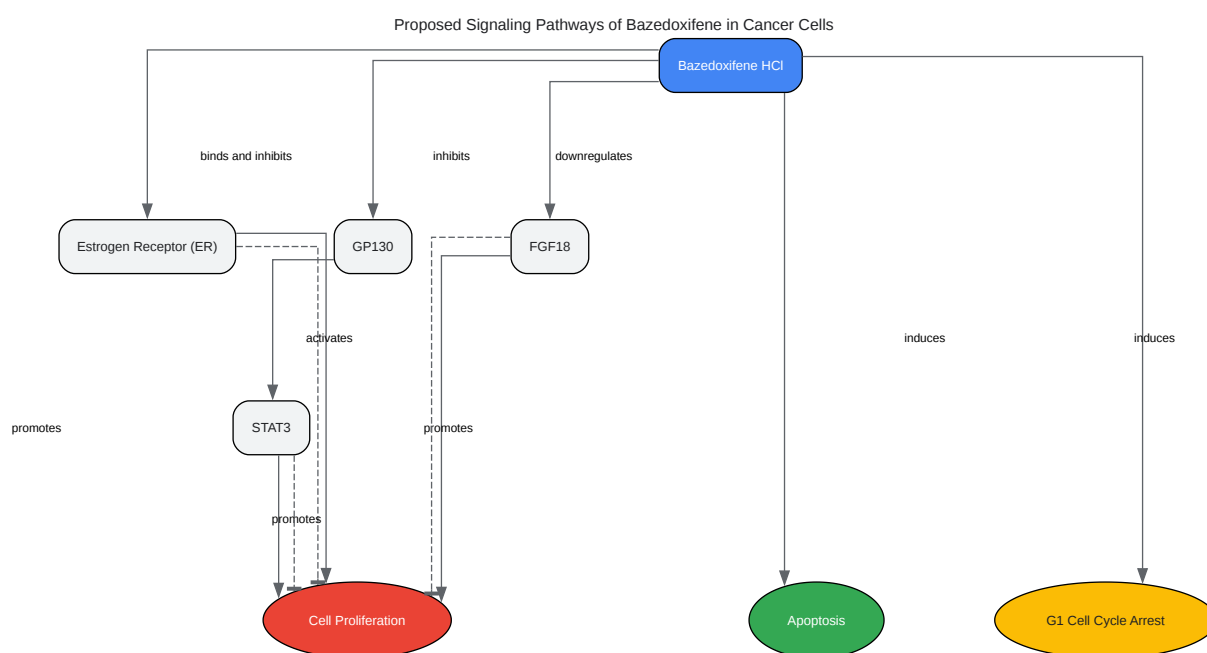 Proposed Signaling Pathways of Bazedoxifene in Cancer Cells
Bazedoxifene HCl
binds and inhibits
inhibits
downregulates
Estrogen Receptor (ER)
GP130
FGF18
activates
induces
induces
promotes
STAT3
promotes
promotes
Cell Proliferation
Apoptosis
G1 Cell Cycle Arrest